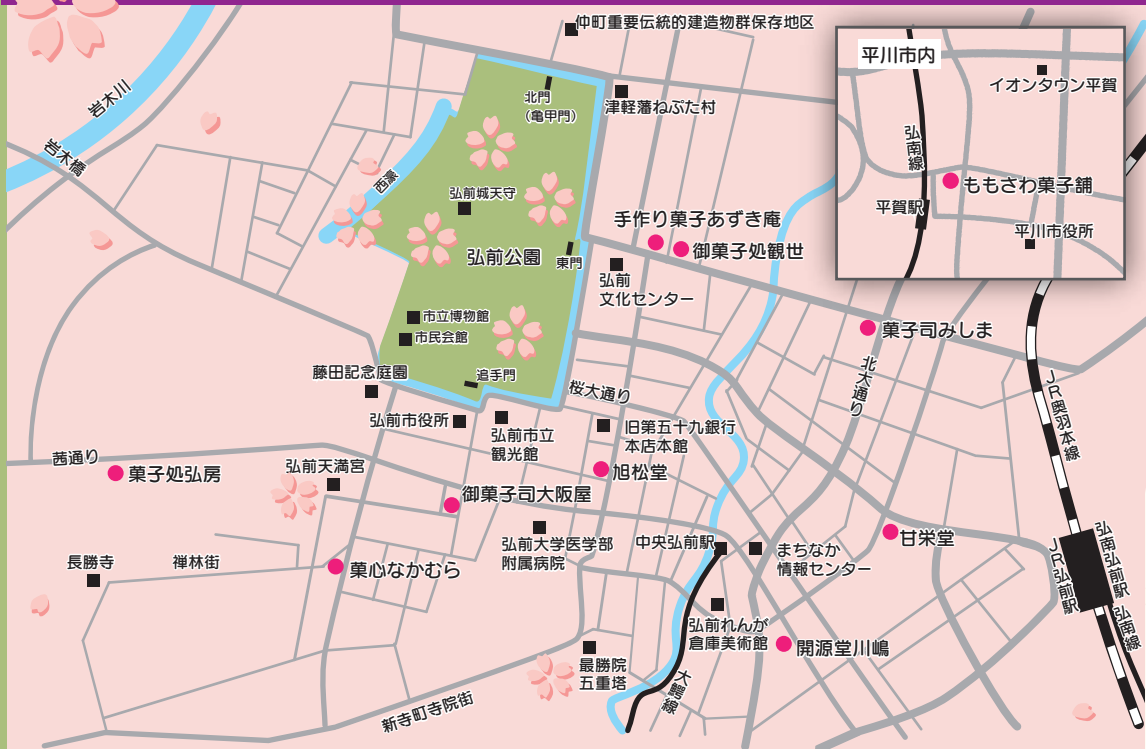 仲町重要伝統的建造物群保存地区
岩木川
岩木橋
北門
（亀甲門）
津軽藩ねぷた村
西濠
弘前城天守
弘前公園
東門
手作り菓子あずき庵
御菓子処観世
弘前
文化センター
市立博物館
市民会館
追手門
藤田記念庭園
弘前市役所
弘前市立
観光館
桜大通り
旧第五十九銀行
本店本館
旭松堂
茜通り
菓子処弘房
弘前天満宮
御菓子司大阪屋
弘前大学医学部
附属病院
中央弘前駅
まちなか
情報センター
長勝寺
禅林街
菓心なかむら
弘前れんが
倉庫美術館
開源堂川嶋
最勝院
五重塔
新寺町寺院街
大鰐線
菓子司みしま
北大通り
甘栄堂
JR奥羽本線
弘南弘前駅
JR弘前駅
弘南線
平川市内
イオンタウン平賀
弘南線
ももさわ菓子舗
平賀駅
平川市役所